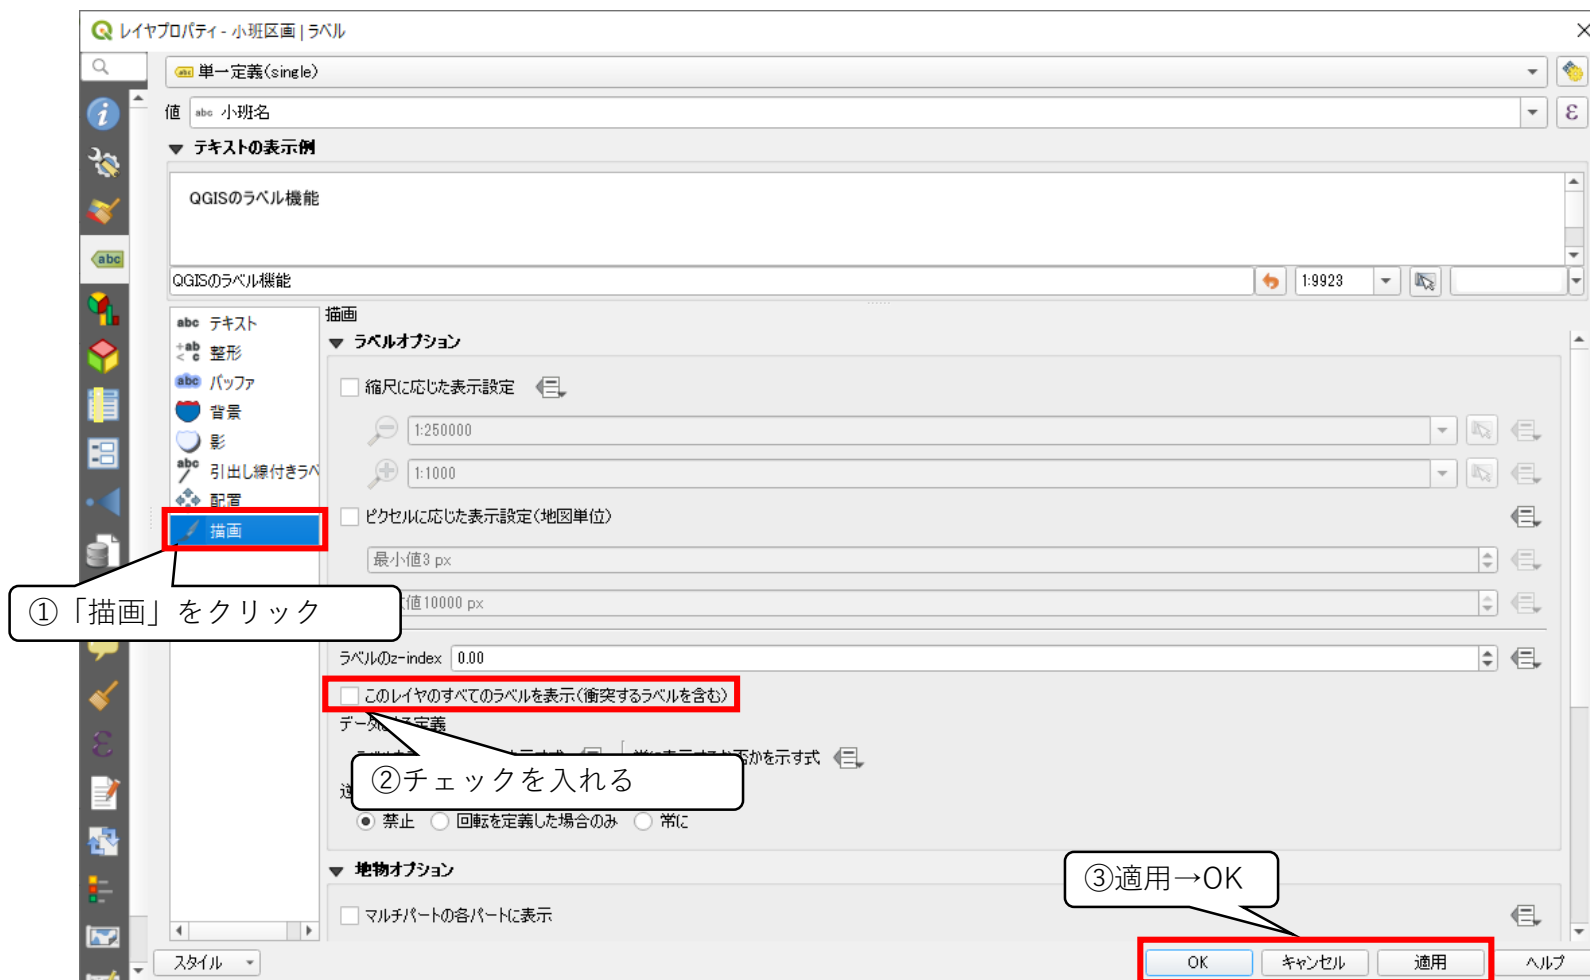 レイヤプロパティ - 小班区画 | ラベル
単一定義(single)
値 abc 小班名
テキストの表示例
QGISのラベル機能
QGISのラベル機能
1:9923
abc テキスト
+ab < c 整形
abc バッファ
背景
影
abc 引出し線付きラベ
配置
描画
描画
ラベルオプション
縮尺に応じた表示設定
1:250000
1:1000
ピクセルに応じた表示設定(地図単位)
最小値3 px
値10000 px
①「描画」をクリック
ラベルのz-index 0.00
このレイヤのすべてのラベルを表示(衝突するラベルを含む)
②チェックを入れる
禁止 回転を定義した場合のみ 常に
地物オプション
③適用→OK
マルチパートの各パートに表示
スタイル
OK キャンセル 適用 ヘルプ